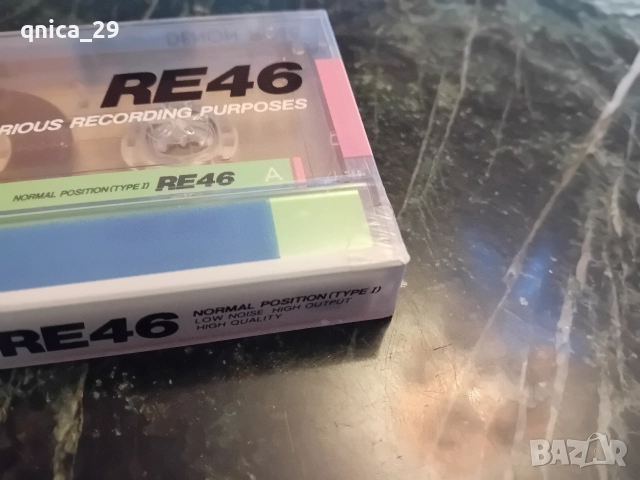 qnica_29
DENON
RE46
RIOUS RECORDING PURPOSES
NORMAL POSITION (TYPE I) RE46 A
RE46 NORMAL POSITION (TYPE I)
LOW NOISE HIGH OUTPUT
HIGH QUALITY
BAZAR